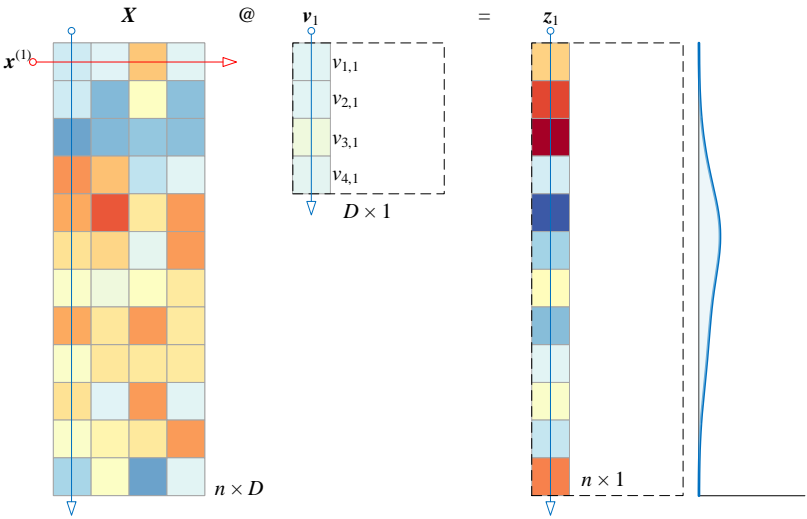 X @ v₁ = z₁
x⁽¹⁾
v₁,₁
v₂,₁
v₃,₁
v₄,₁
D × 1
n × D
n × 1